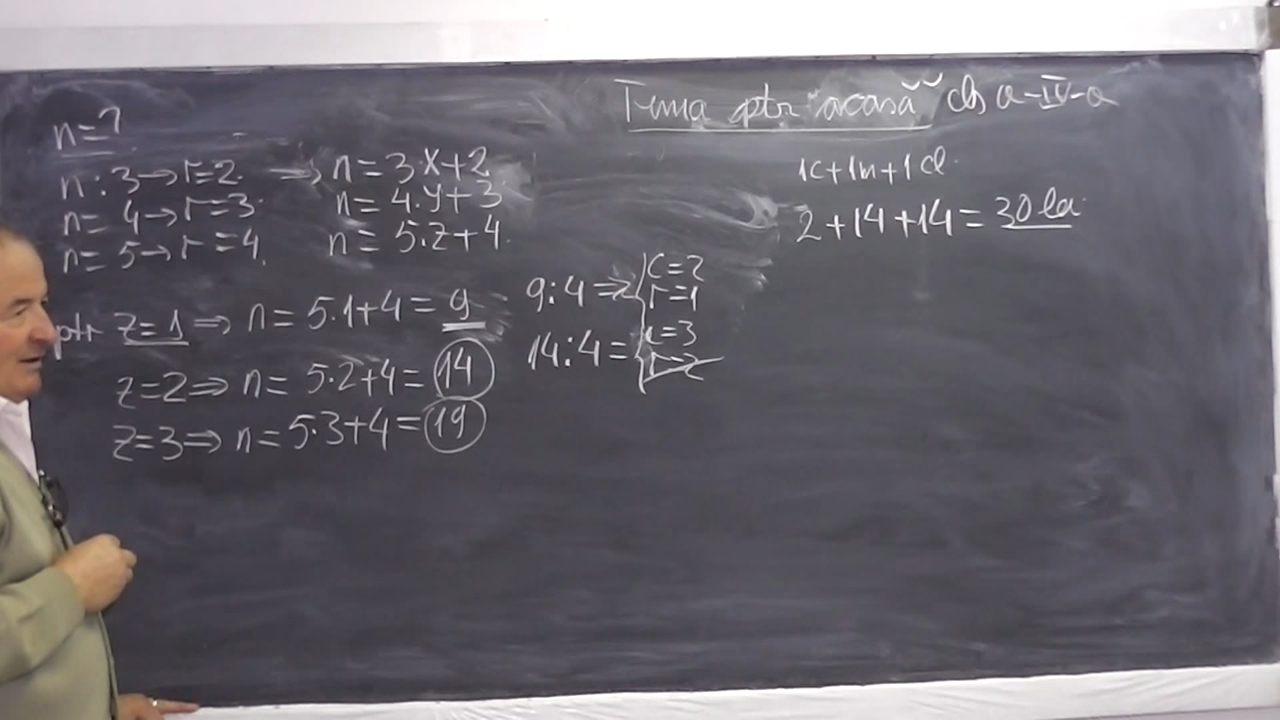 Tema ptr acasă cls a-IV-a
n=?
n:3→r=2. → n=3·x+2
n= 4→r=3. n=4·y+3
n= 5→r=4. n=5·z+4.
ptr z=1 ⇒ n=5·1+4=9
z=2⇒ n= 5·2+4=14
z=3⇒ n=5·3+4=19
9:4 ⇒ c=2
r=1
14:4= c=3
r=2
1c+1m+1cl
2+14+14=30 lei